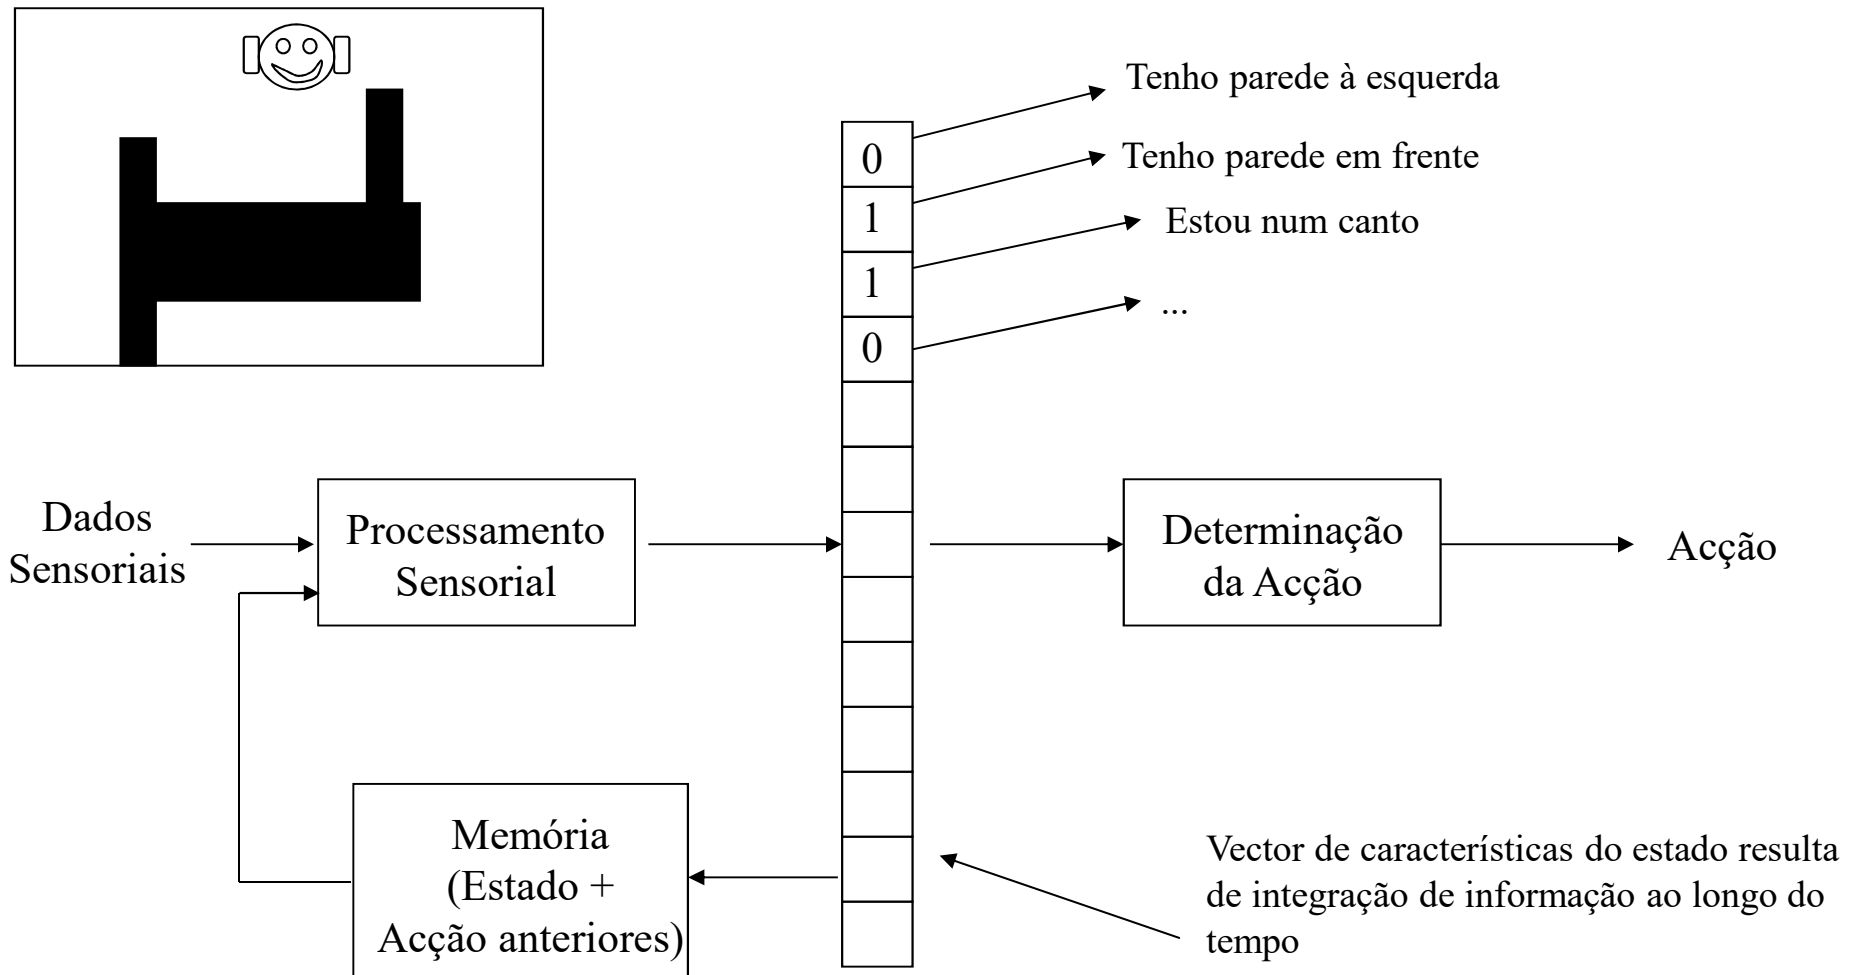 Tenho parede à esquerda
0
Tenho parede em frente
1
Estou num canto
1
...
0
Dados
Sensoriais
Processamento
Sensorial
Determinação
da Acção
Acção
Memória
(Estado +
Acção anteriores)
Vector de características do estado resulta
de integração de informação ao longo do
tempo